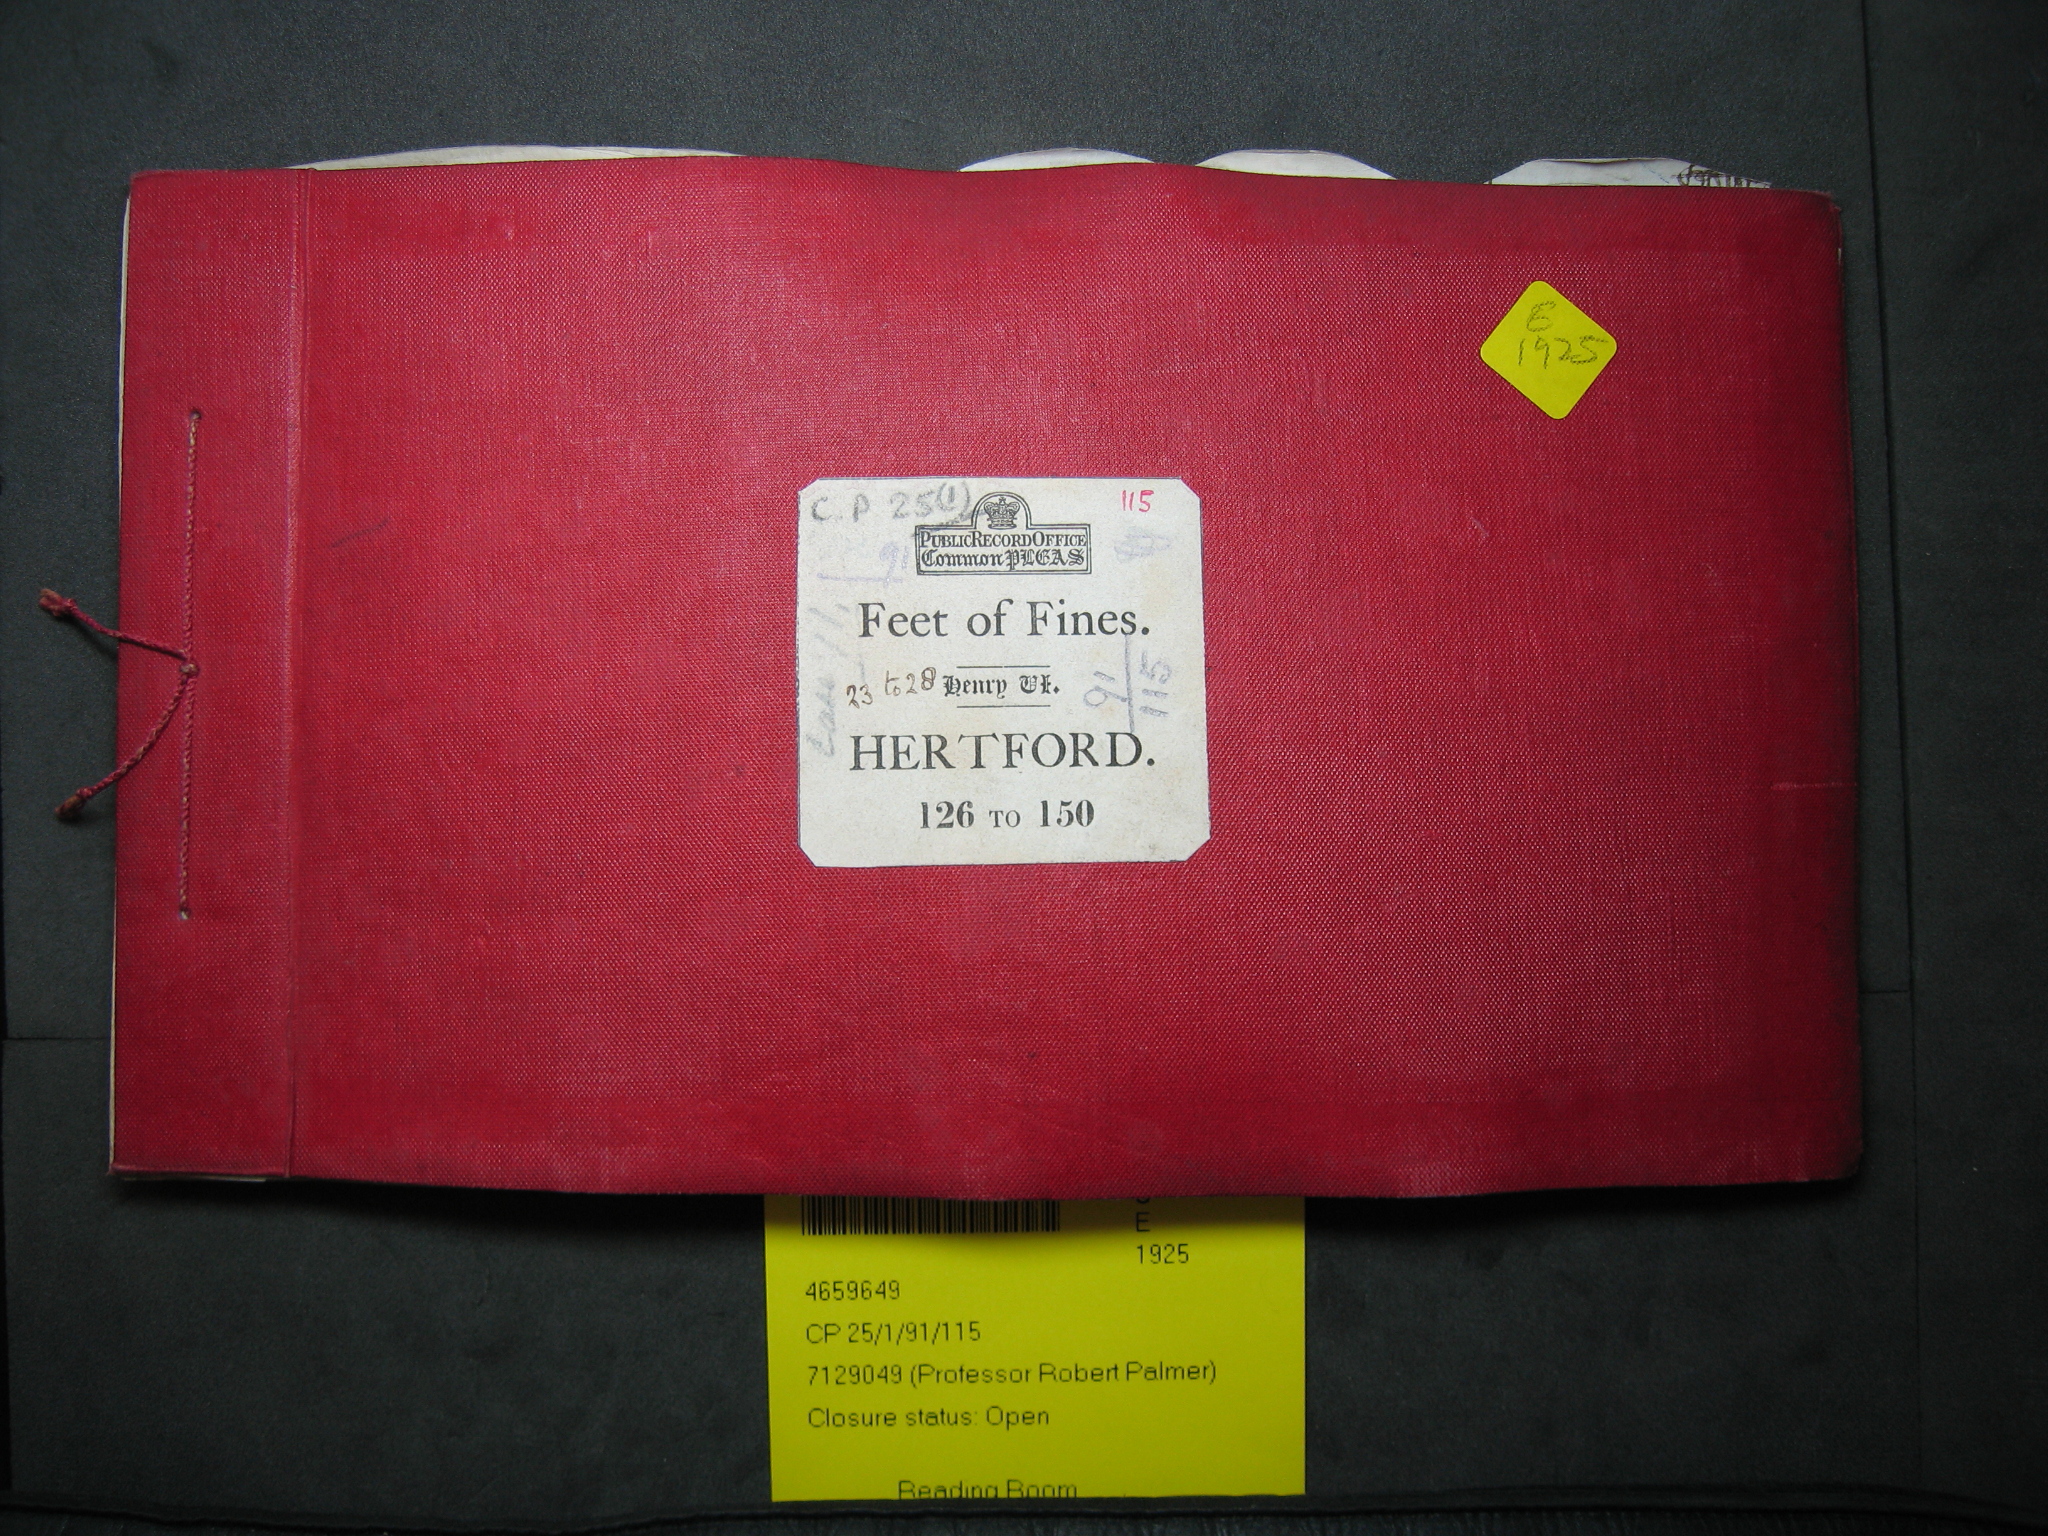 E
1925
C.P 25(1)
115
PUBLIC RECORD OFFICE
Common PLEAS
91
Feet of Fines.
23 to 28 Henry VI.
91
115
HERTFORD.
126 TO 150
E
1925
4659649
CP 25/1/91/115
7129049 (Professor Robert Palmer)
Closure status: Open
Reading Room